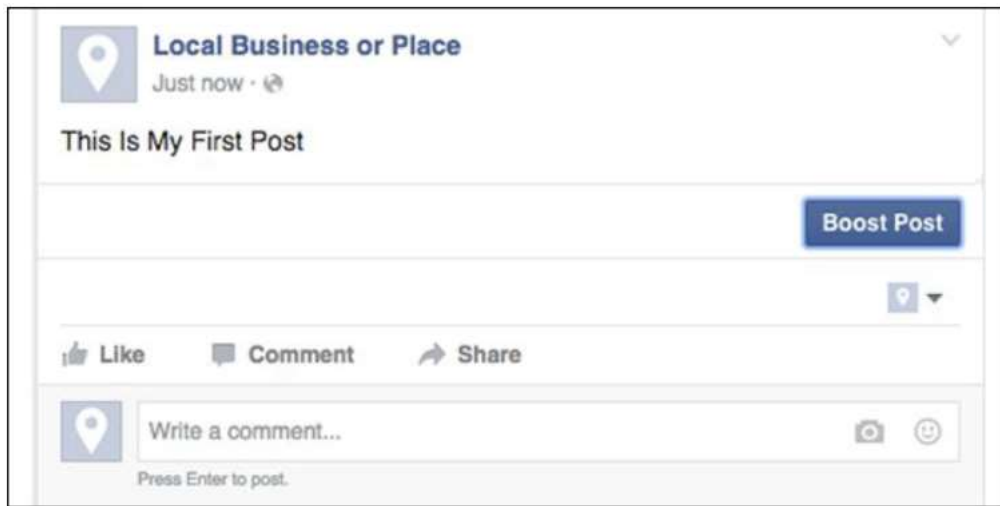 Local Business or Place
Just now ·
This Is My First Post
Boost Post
Like Comment Share
Write a comment...
Press Enter to post.